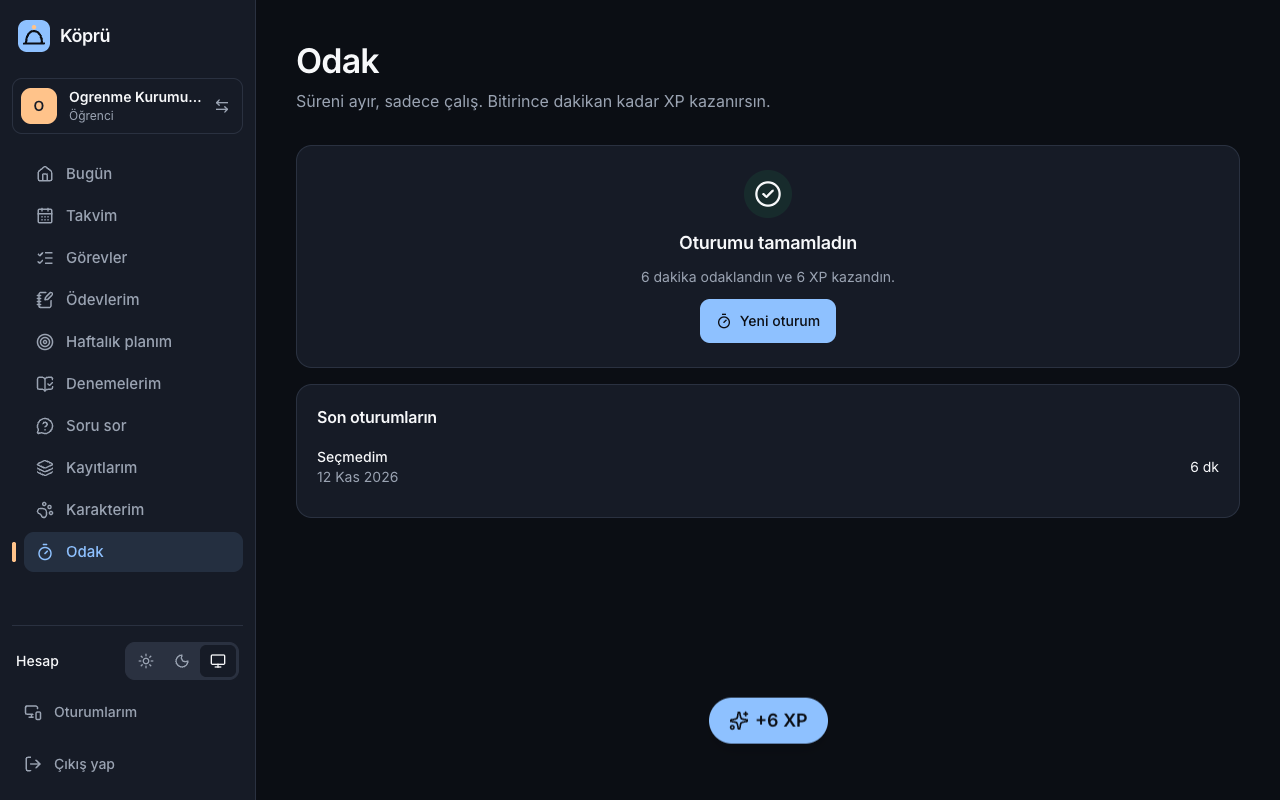 Köprü
O
Ogrenme Kurumu...
Öğrenci
Bugün
Takvim
Görevler
Ödevlerim
Haftalık planım
Denemelerim
Soru sor
Kayıtlarım
Karakterim
Odak
Hesap
Oturumlarım
Çıkış yap
Odak
Süreni ayır, sadece çalış. Bitirince dakikan kadar XP kazanırsın.
Oturumu tamamladın
6 dakika odaklandın ve 6 XP kazandın.
Yeni oturum
Son oturumların
Seçmedim
12 Kas 2026
6 dk
+6 XP